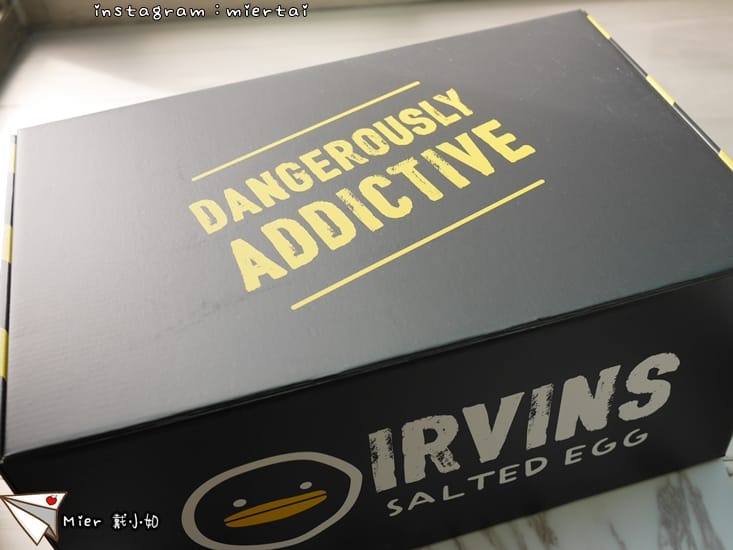 instagram：miertai
DANGEROUSLY
ADDICTIVE
IRVINS
SALTED EGG
Mier 戴小如